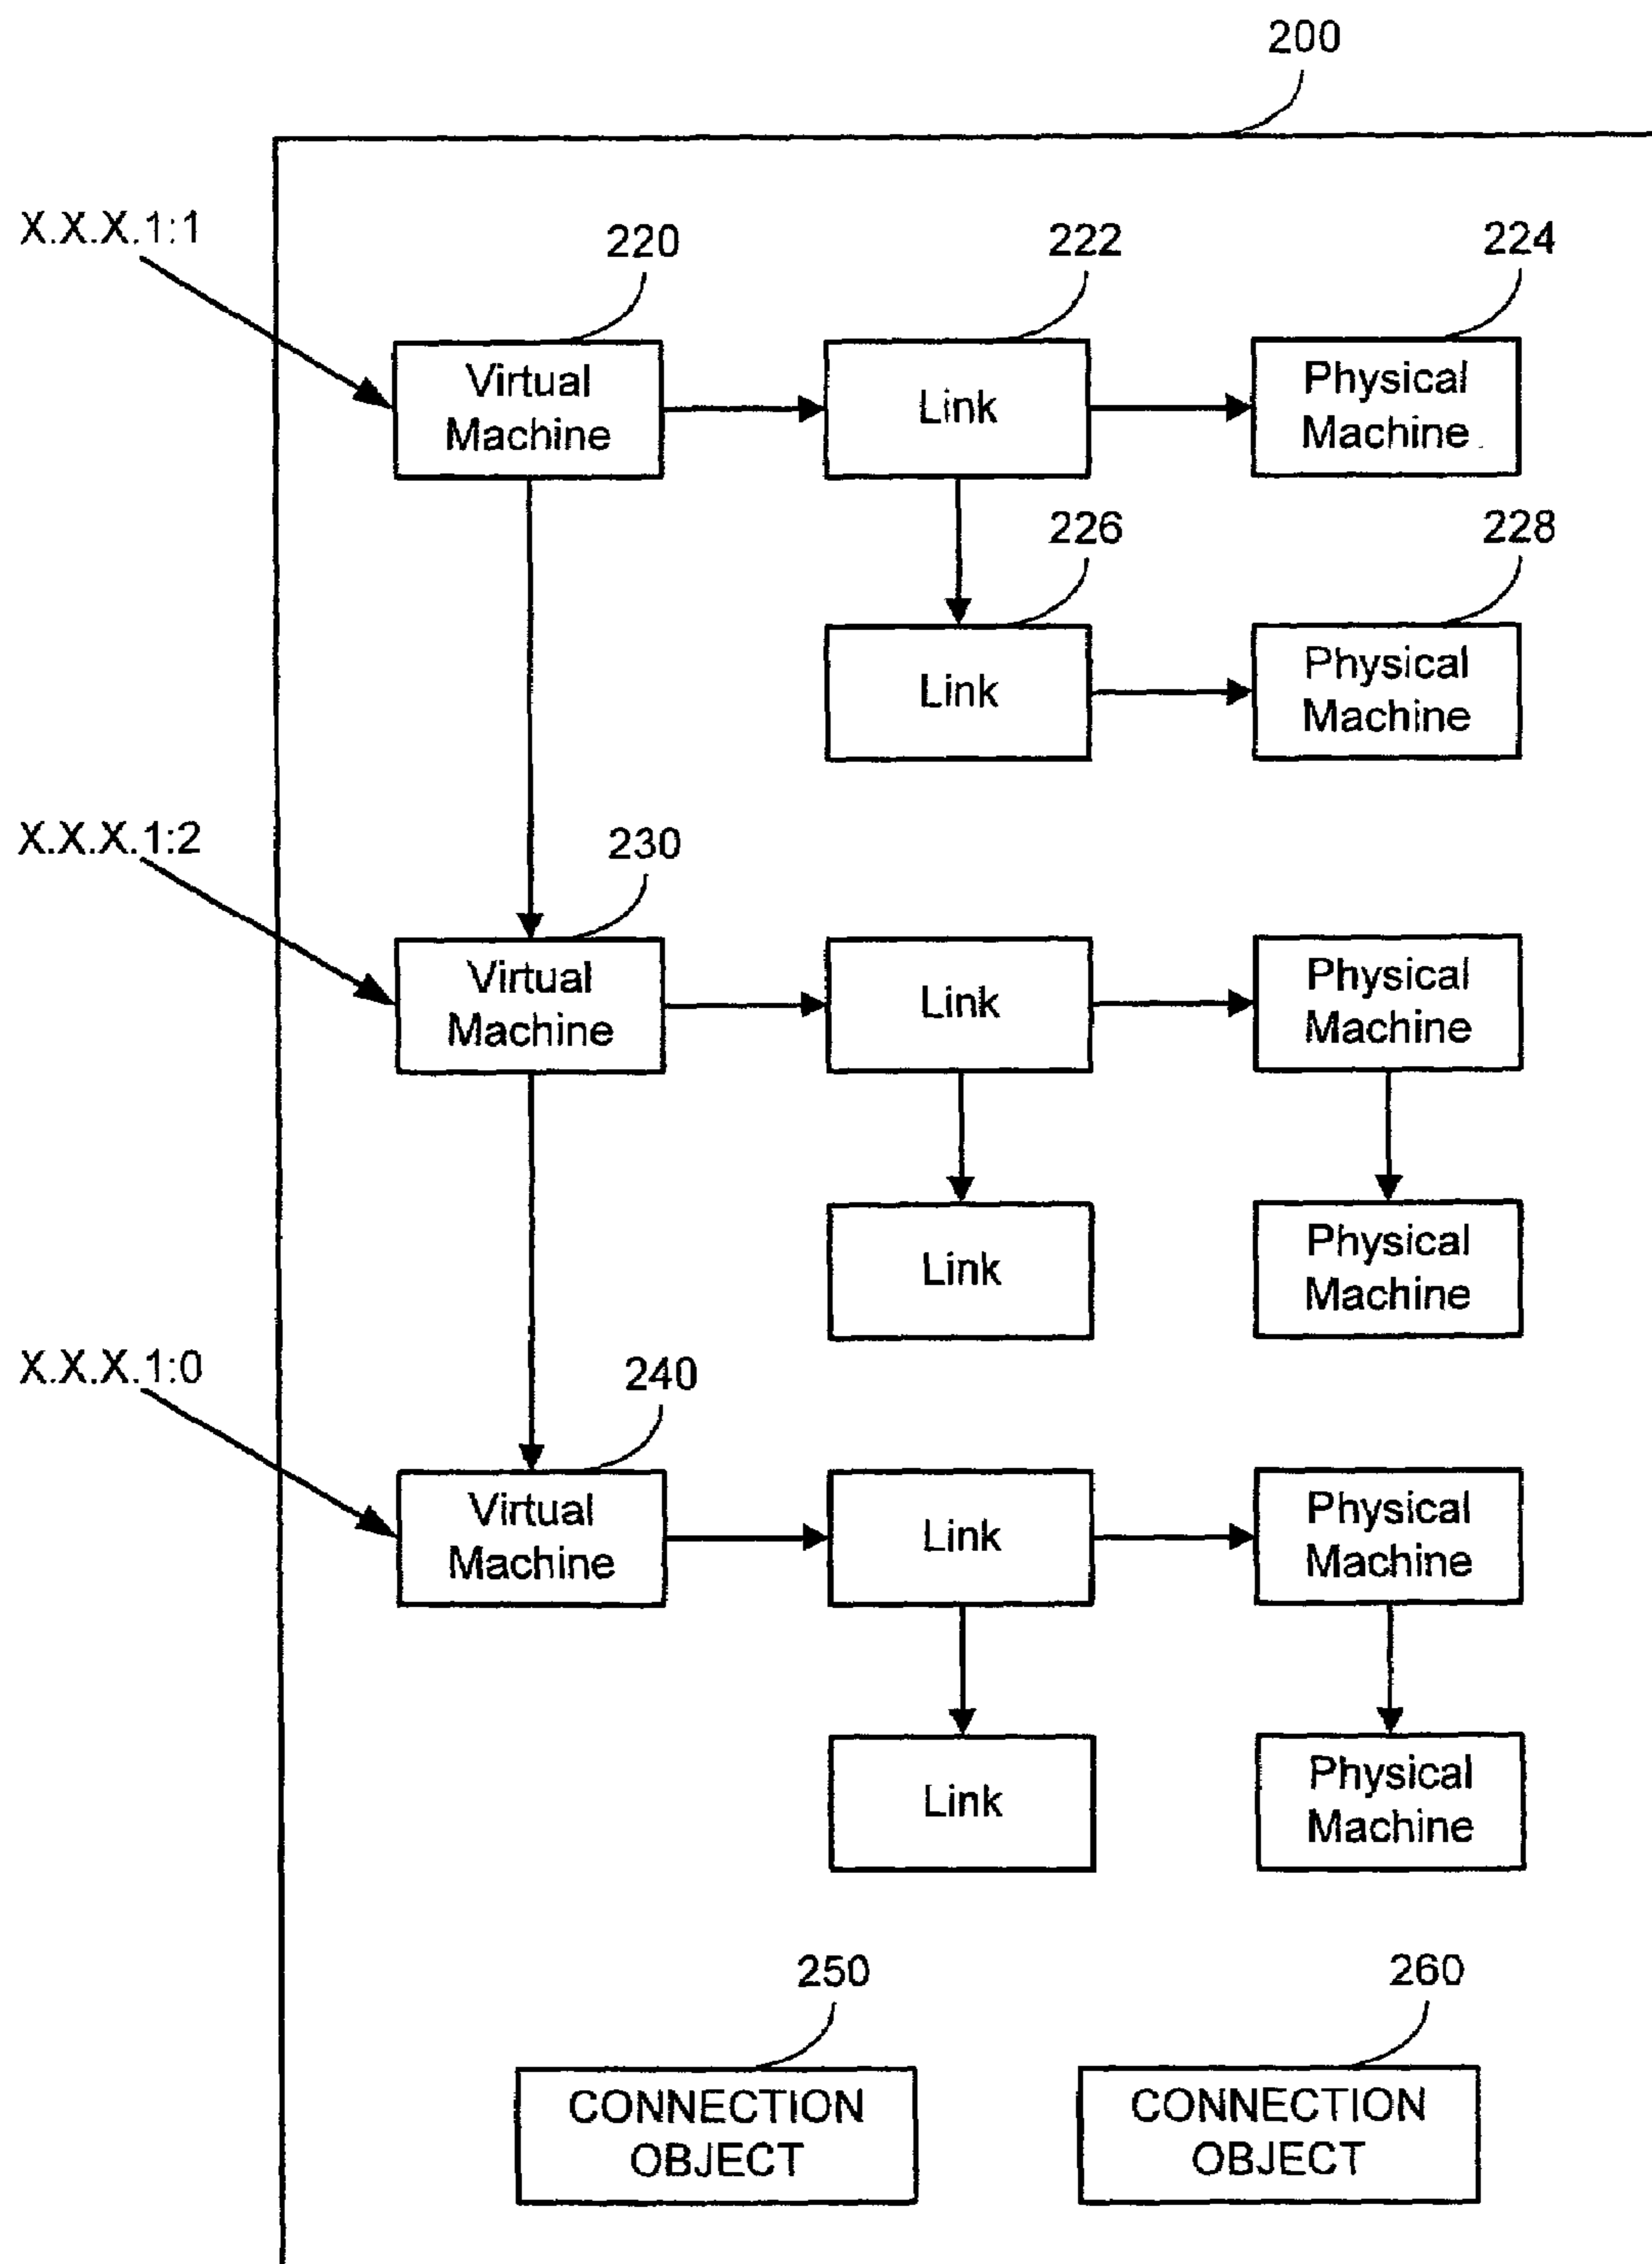 200
X.X.X.1:1
220
222
224
Virtual
Machine
Link
Physical
Machine
226
228
Link
Physical
Machine
X.X.X.1:2
230
Virtual
Machine
Link
Physical
Machine
Link
Physical
Machine
X.X.X.1:0
240
Virtual
Machine
Link
Physical
Machine
Link
Physical
Machine
250
260
CONNECTION
OBJECT
CONNECTION
OBJECT